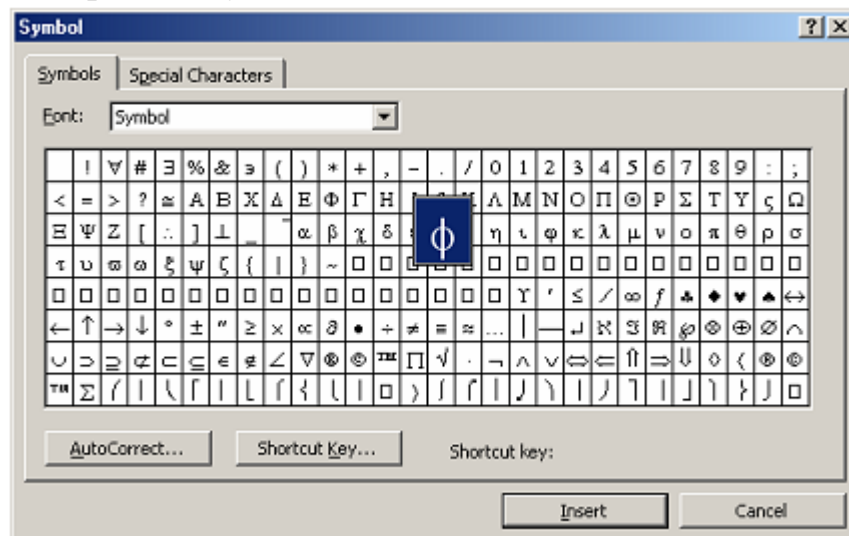 Symbol
Symbols Special Characters
Font: Symbol
! ∀ # ∃ % & ∍ ( ) * + , − . / 0 1 2 3 4 5 6 7 8 9 : ;
< = > ? ≅ Α Β Χ Δ Ε Φ Γ Η Λ Μ Ν Ο Π Θ Ρ Σ Τ Υ ς Ω
Ξ Ψ Ζ [ ∴ ] ⊥ _ ‾ α β χ δ φ η ι φ κ λ μ ν ο π θ ρ σ
τ υ ϖ ω ξ ψ ζ { | } ~ □ □ □ □ □ □ □ □ □ □ □ □ □ □ □ □
□ □ □ □ □ □ □ □ □ □ □ □ □ □ □ □ □ ϒ ′ ≤ ⁄ ∞ ƒ ♣ ♦ ♥ ♠ ↔
← ↑ → ↓ ° ± ″ ≥ × ∝ ∂ • ÷ ≠ ≡ ≈ … | — ↵ ℵ ℑ ℜ ℘ ⊗ ⊕ ∅ ∩
∪ ⊃ ⊇ ⊄ ⊂ ⊆ ∈ ∉ ∠ ∇ ® © ™ ∏ √ ⋅ ¬ ∧ ∨ ⇔ ⇐ ⇑ ⇒ ⇓ ◊ 〈 ® ©
™ ∑ ⎛ ⎜ ⎝ ⎡ ⎢ ⎣ ⎧ ⎨ ⎩ ⎪ □ 〉 ∫ ⌠ ⎮ ⌡ ⎞ ⎟ ⎠ ⎤ ⎥ ⎦ ⎫ ⎬ ⎭ □
AutoCorrect... Shortcut Key... Shortcut key:
Insert Cancel